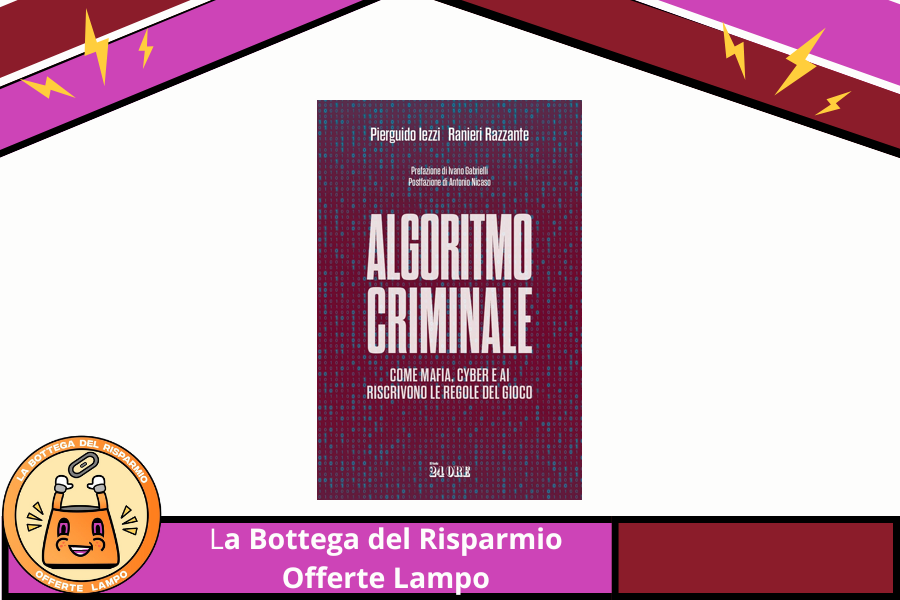 Pierguido Iezzi Ranieri Razzante
Prefazione di Ivano Gabrielli
Postfazione di Antonio Nicaso
ALGORITMO
CRIMINALE
COME MAFIA, CYBER E AI
RISCRIVONO LE REGOLE DEL GIOCO
24 ORE
LA BOTTEGA DEL RISPARMIO
OFFERTE LAMPO
La Bottega del Risparmio
Offerte Lampo